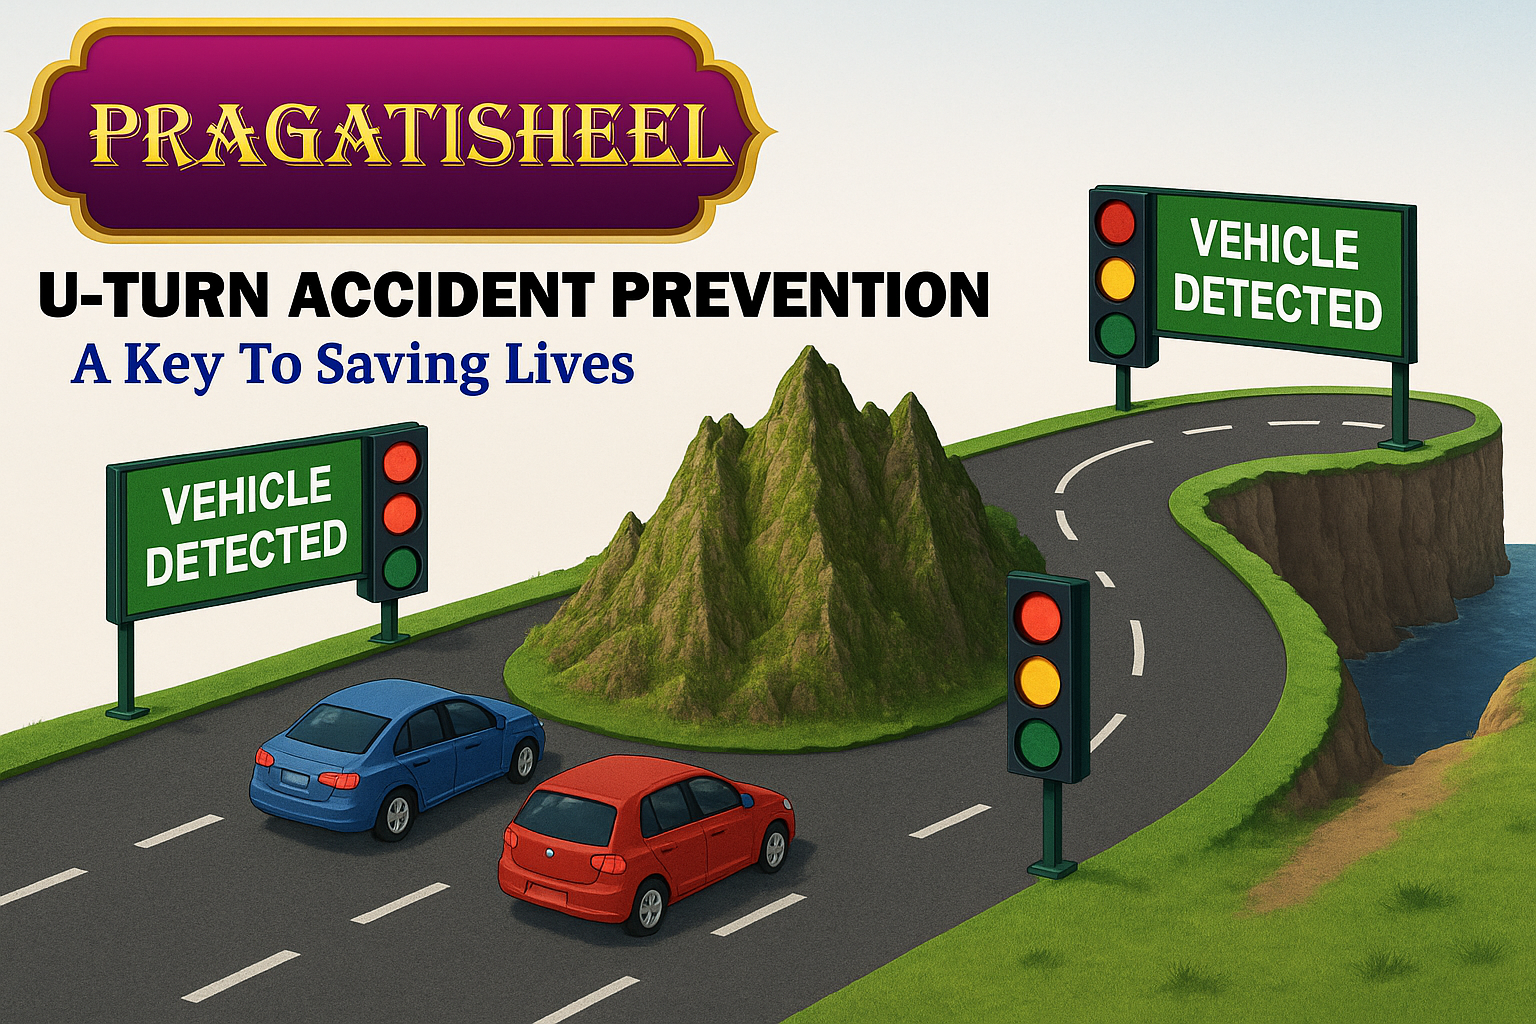 PRAGATISHEEL
U-TURN ACCIDENT PREVENTION
A Key To Saving Lives
VEHICLE
DETECTED
VEHICLE
DETECTED